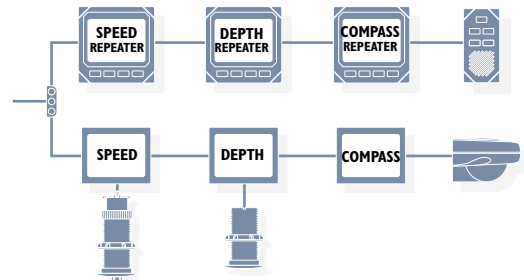 SPEED
REPEATER
DEPTH
REPEATER
COMPASS
REPEATER
SPEED
DEPTH
COMPASS